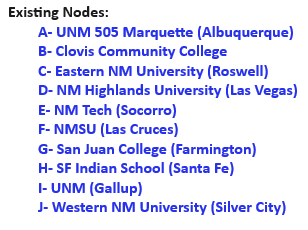 Existing Nodes:
A- UNM 505 Marquette (Albuquerque)
B- Clovis Community College
C- Eastern NM University (Roswell)
D- NM Highlands University (Las Vegas)
E- NM Tech (Socorro)
F- NMSU (Las Cruces)
G- San Juan College (Farmington)
H- SF Indian School (Santa Fe)
I- UNM (Gallup)
J- Western NM University (Silver City)